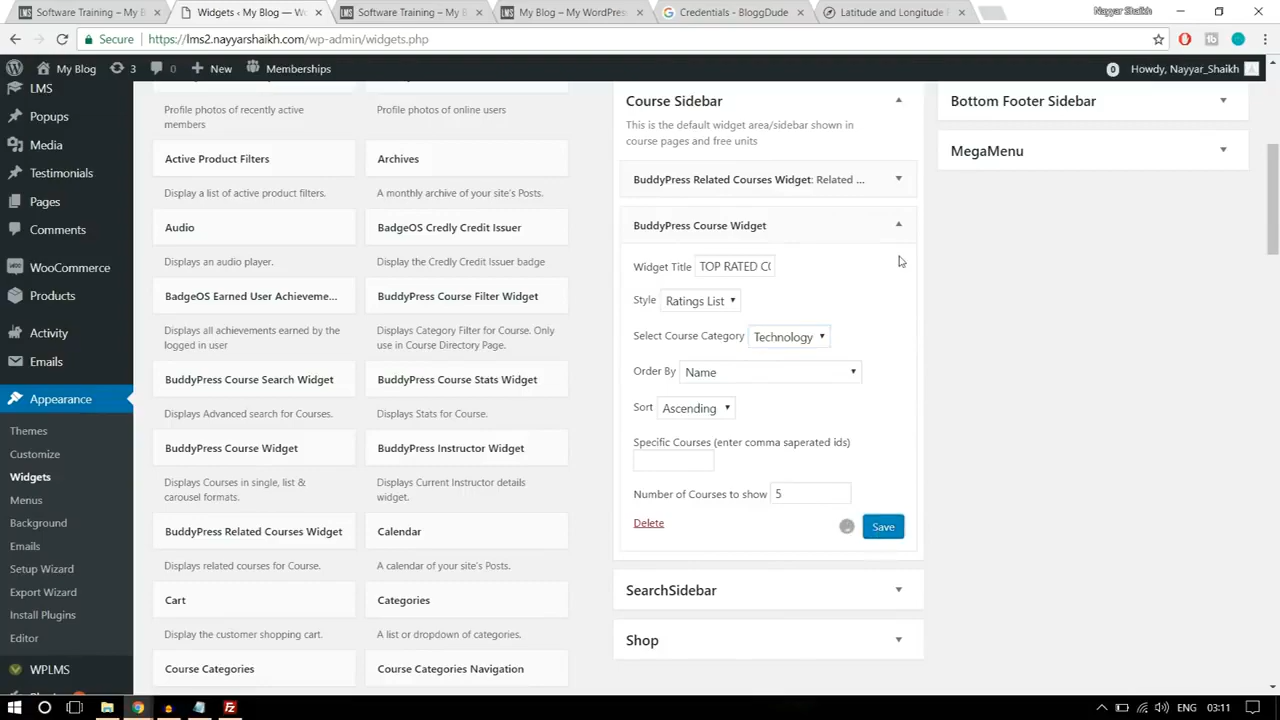 Software Training – My B
Widgets ‹ My Blog — Wo
Software Training – My B
My Blog – My WordPress
Credentials - BloggDude
Latitude and Longitude
Nayyar Shaikh
Secure
https://lms2.nayyarshaikh.com/wp-admin/widgets.php
My Blog
3
New
Memberships
0
Howdy, Nayyar_Shaikh
LMS
Popups
Media
Testimonials
Pages
Comments
WooCommerce
Products
Activity
Emails
Appearance
Themes
Customize
Widgets
Menus
Background
Emails
Setup Wizard
Export Wizard
Install Plugins
Editor
WPLMS
Profile photos of recently active
members
Profile photos of online users
Active Product Filters
Archives
Display a list of active product filters.
A monthly archive of your site's Posts.
Audio
BadgeOS Credly Credit Issuer
Displays an audio player.
Display the Credly Credit Issuer badge
BadgeOS Earned User Achieveme...
BuddyPress Course Filter Widget
Displays all achievements earned by the
logged in user
Displays Category Filter for Course. Only
use in Course Directory Page.
BuddyPress Course Search Widget
BuddyPress Course Stats Widget
Displays Advanced search for Courses.
Displays Stats for Course.
BuddyPress Course Widget
BuddyPress Instructor Widget
Displays Courses in single, list &
carousel formats.
Displays Current Instructor details
widget.
BuddyPress Related Courses Widget
Calendar
Displays related courses for Course.
A calendar of your site's Posts.
Cart
Categories
Display the customer shopping cart.
A list or dropdown of categories.
Course Categories
Course Categories Navigation
Course Sidebar
This is the default widget area/sidebar shown in
course pages and free units
BuddyPress Related Courses Widget: Related ...
BuddyPress Course Widget
Widget Title TOP RATED CO
Style Ratings List
Select Course Category Technology
Order By Name
Sort Ascending
Specific Courses (enter comma saperated ids)
Number of Courses to show 5
Delete
Save
SearchSidebar
Shop
Bottom Footer Sidebar
MegaMenu
ENG
03:11